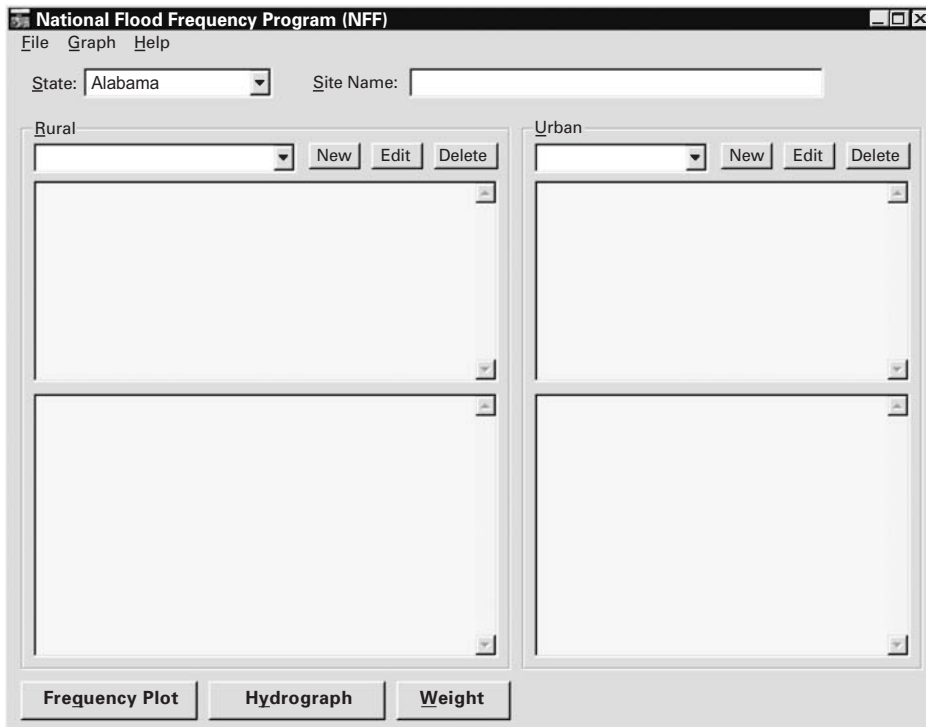 National Flood Frequency Program (NFF)
File Graph Help
State: Alabama Site Name:
Rural Urban
New Edit Delete New Edit Delete
Frequency Plot Hydrograph Weight